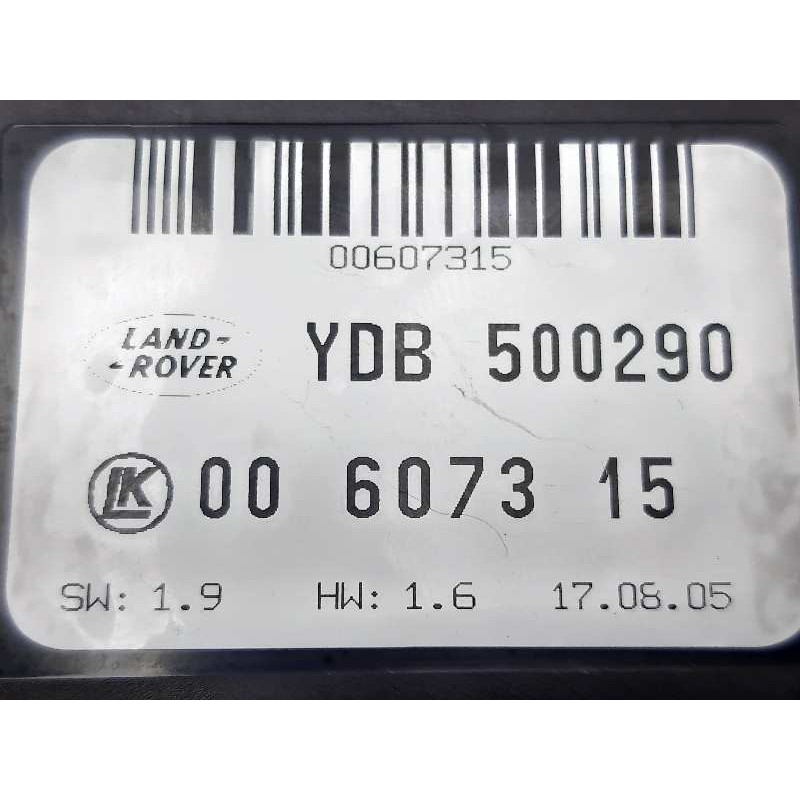 00607315
LAND-
-ROVER
YDB 500290
LK 00 6073 15
SW: 1.9 HW: 1.6 17.08.05